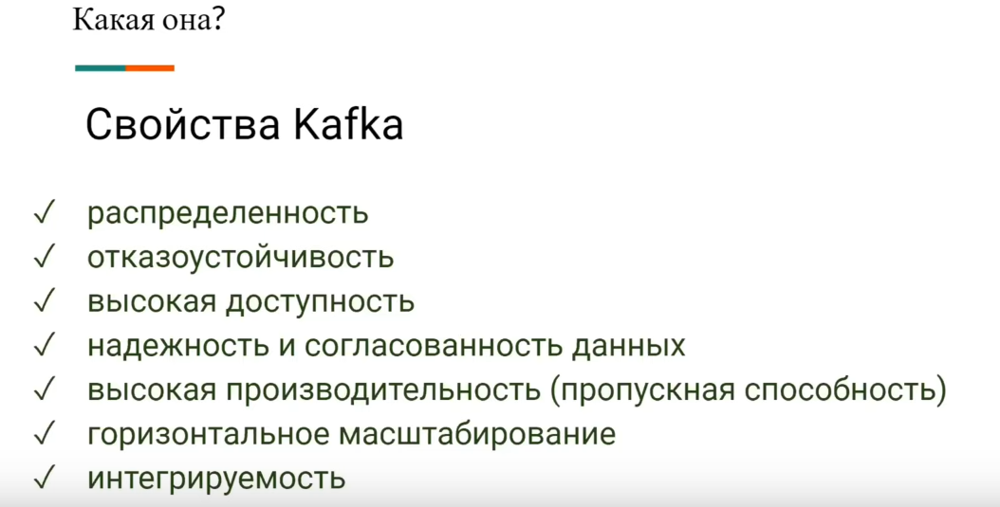 Какая она?
Свойства Kafka
✓ распределенность
✓ отказоустойчивость
✓ высокая доступность
✓ надежность и согласованность данных
✓ высокая производительность (пропускная способность)
✓ горизонтальное масштабирование
✓ интегрируемость